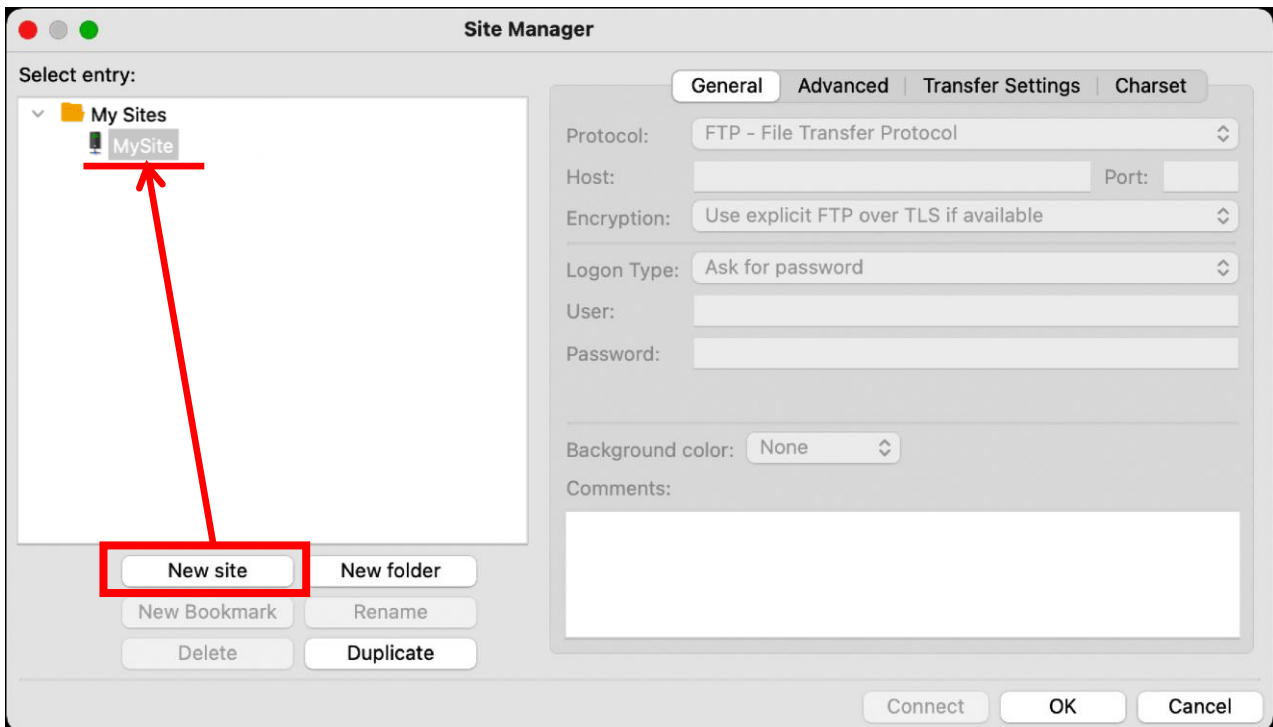 Site Manager
Select entry:
My Sites
MySite
New site New folder
New Bookmark Rename
Delete Duplicate
General Advanced Transfer Settings Charset
Protocol: FTP - File Transfer Protocol
Host: Port:
Encryption: Use explicit FTP over TLS if available
Logon Type: Ask for password
User:
Password:
Background color: None
Comments:
Connect OK Cancel